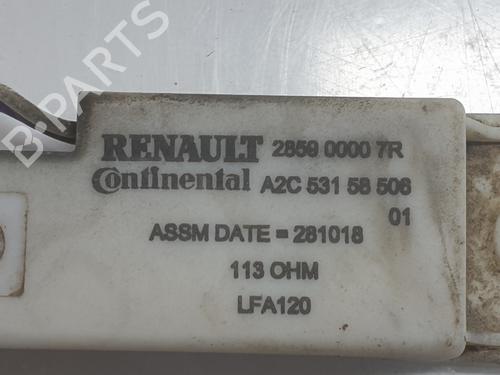 B-PARTS
RENAULT 2859 0000 7R
Continental A2C 531 58 506
01
ASSM DATE = 281018
113 OHM
LFA120